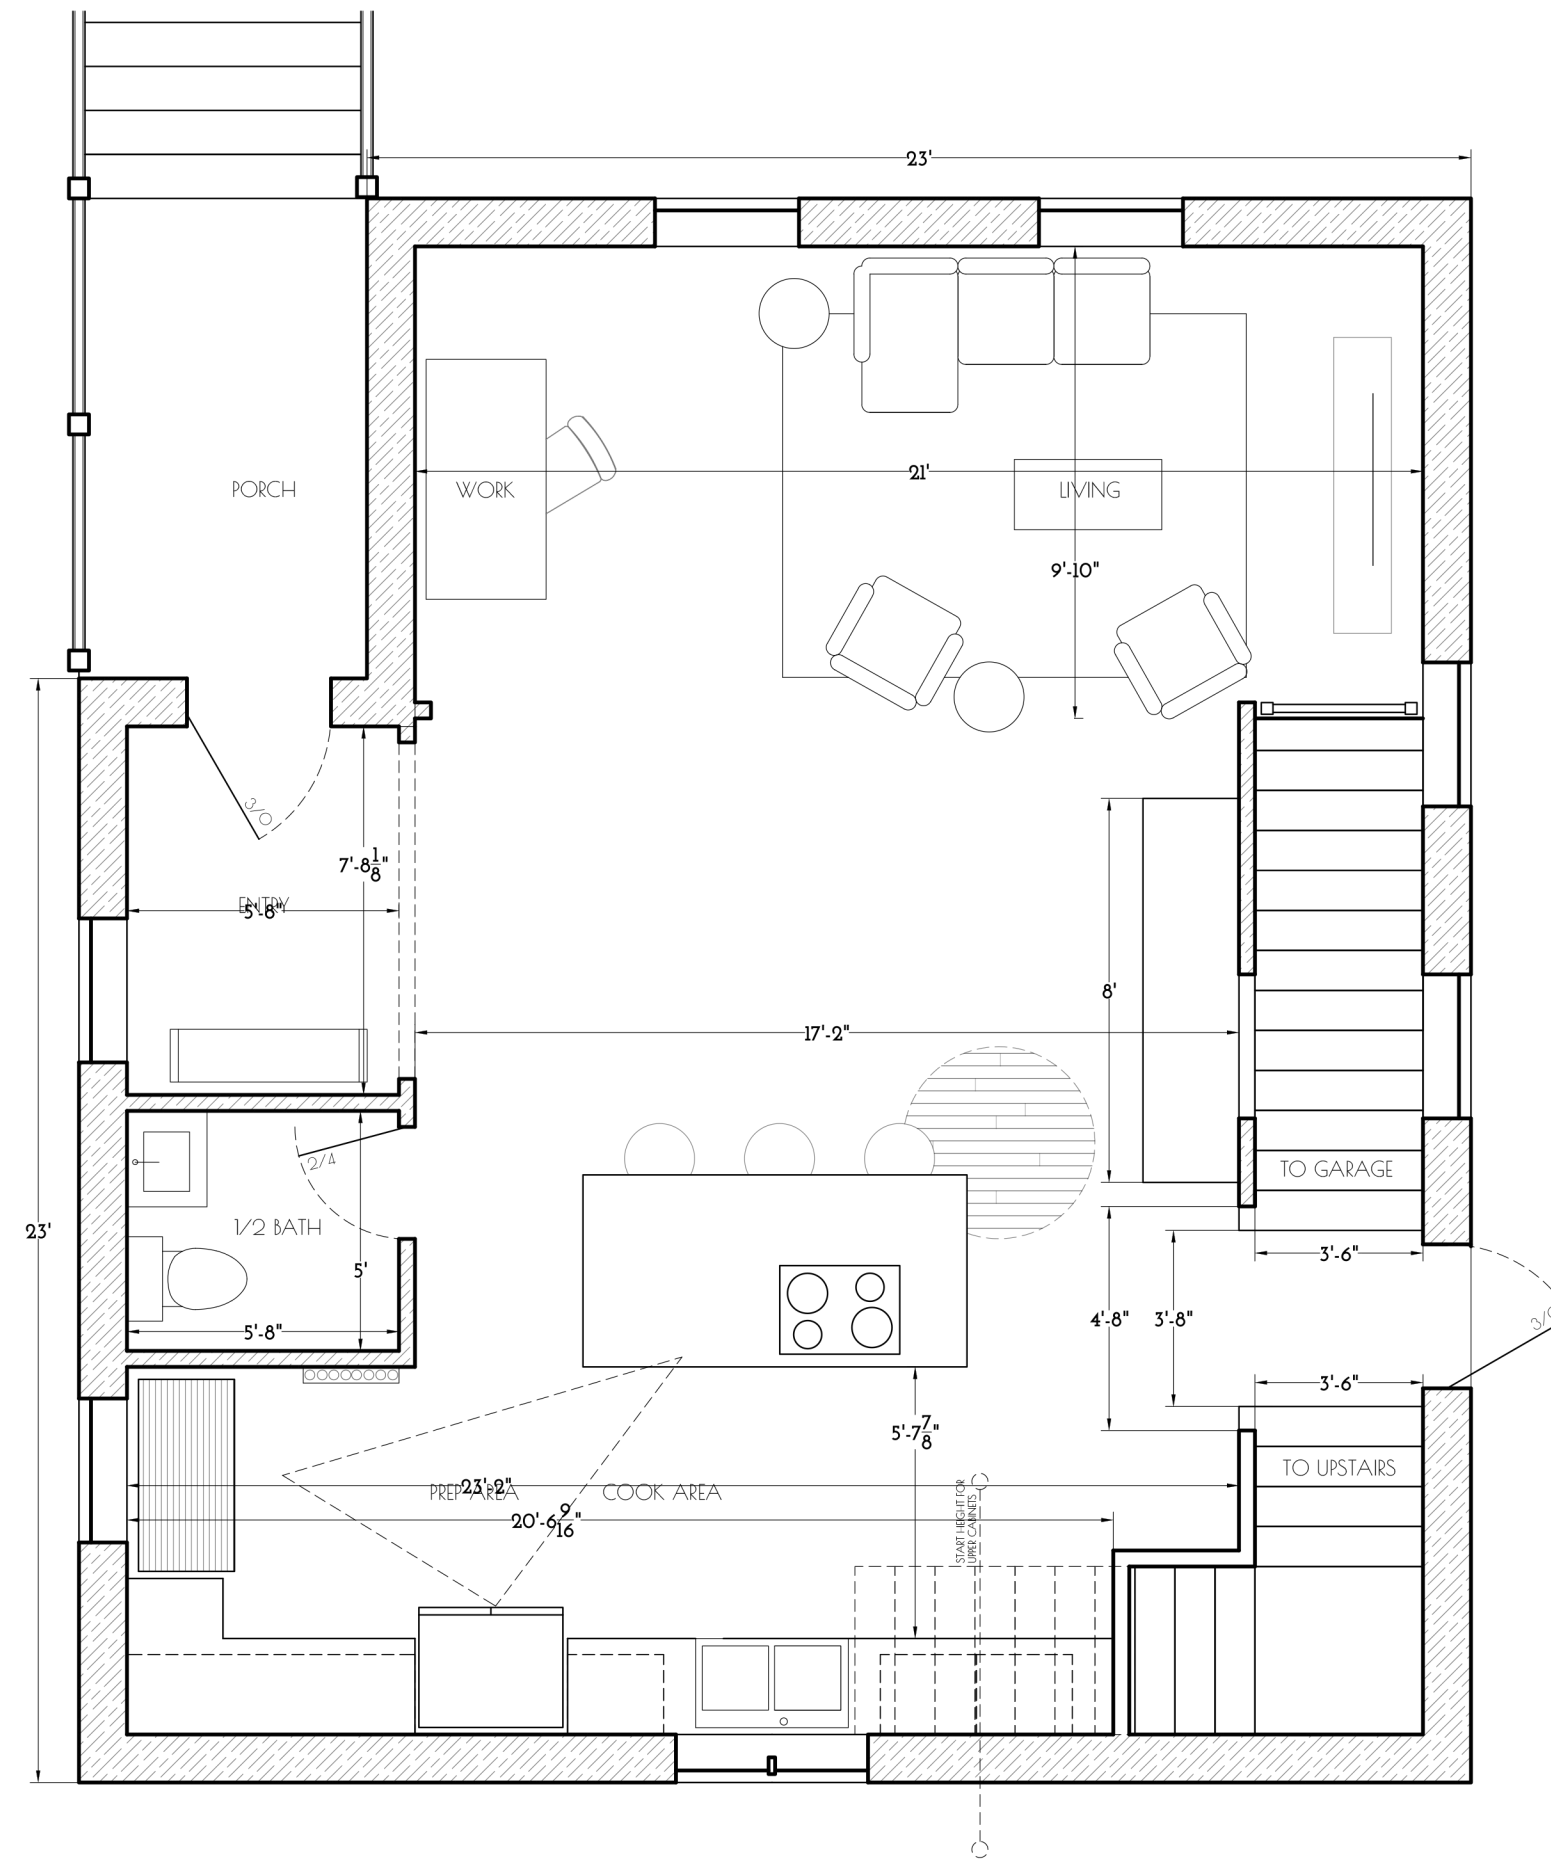 23'
PORCH
WORK
21'
LIVING
9'-10"
3/0
7'-8 1/8"
ENTRY
5'-8"
8'
17'-2"
2/4
TO GARAGE
1/2 BATH
23'
3'-6"
5'
4'-8"
3'-8"
3/0
5'-8"
3'-6"
5'-7 7/8"
TO UPSTAIRS
23'-2"
PREP AREA
COOK AREA
20'-6 9/16"
START HEIGHT FOR
UPPER CABINETS